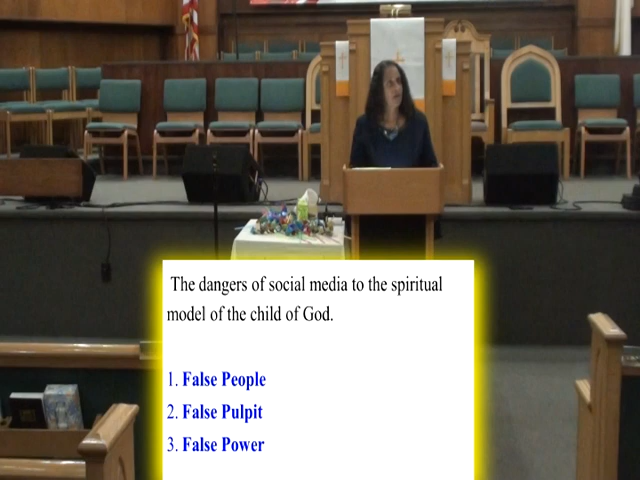 The dangers of social media to the spiritual
model of the child of God.
1. False People
2. False Pulpit
3. False Power